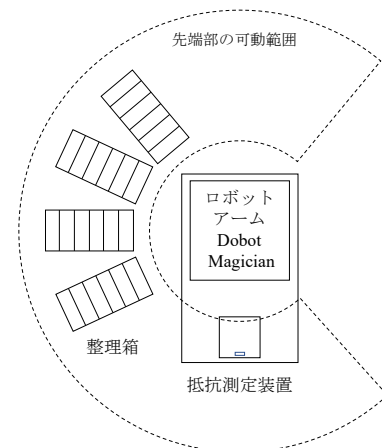 先端部の可動範囲
ロボット
アーム
Dobot
Magician
整理箱
抵抗測定装置